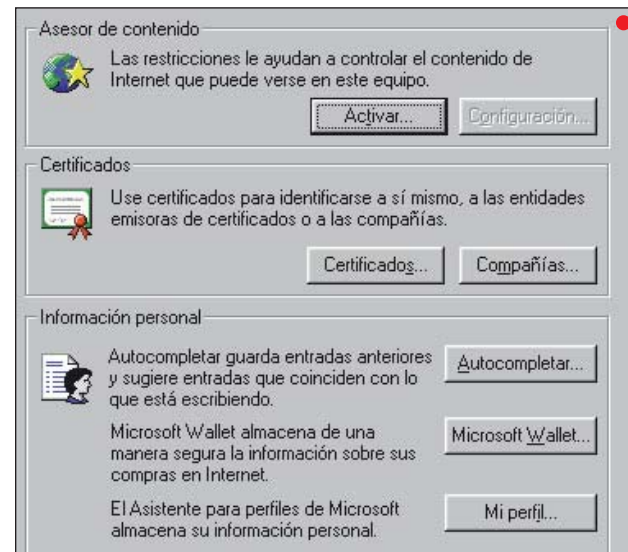 Asesor de contenido
Las restricciones le ayudan a controlar el contenido de
Internet que puede verse en este equipo.
Activar...
Configuración...
Certificados
Use certificados para identificarse a sí mismo, a las entidades
emisoras de certificados o a las compañías.
Certificados...
Compañías...
Información personal
Autocompletar guarda entradas anteriores
y sugiere entradas que coinciden con lo
que está escribiendo.
Autocompletar...
Microsoft Wallet almacena de una
manera segura la información sobre sus
compras en Internet.
Microsoft Wallet...
El Asistente para perfiles de Microsoft
almacena su información personal.
Mi perfil...